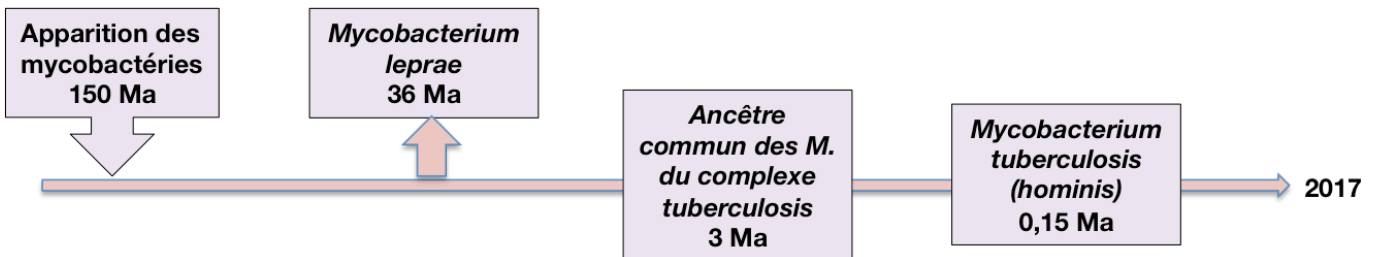 Apparition des
mycobactéries
150 Ma
Mycobacterium
leprae
36 Ma
Ancêtre
commun des M.
du complexe
tuberculosis
3 Ma
Mycobacterium
tuberculosis
(hominis)
0,15 Ma
2017